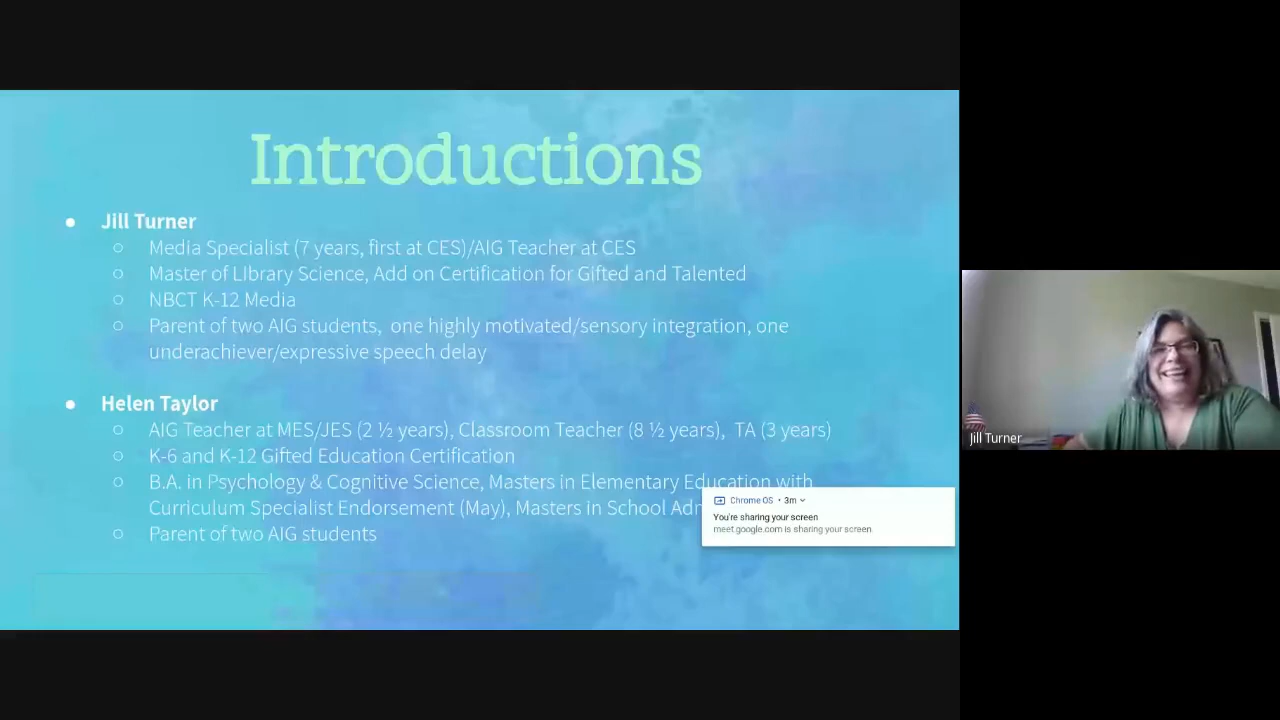 Introductions
● Jill Turner
○ Media Specialist (7 years, first at CES)/AIG Teacher at CES
○ Master of LIbrary Science, Add on Certification for Gifted and Talented
○ NBCT K-12 Media
○ Parent of two AIG students,  one highly motivated/sensory integration, one
underachiever/expressive speech delay
● Helen Taylor
○ AIG Teacher at MES/JES (2 ½ years), Classroom Teacher (8 ½ years),  TA (3 years)
○ K-6 and K-12 Gifted Education Certification
○ B.A. in Psychology & Cognitive Science, Masters in Elementary Education with
Curriculum Specialist Endorsement (May), Masters in School
○ Parent of two AIG students
Chrome OS • 3m
You're sharing your screen
meet.google.com is sharing your screen.
Jill Turner